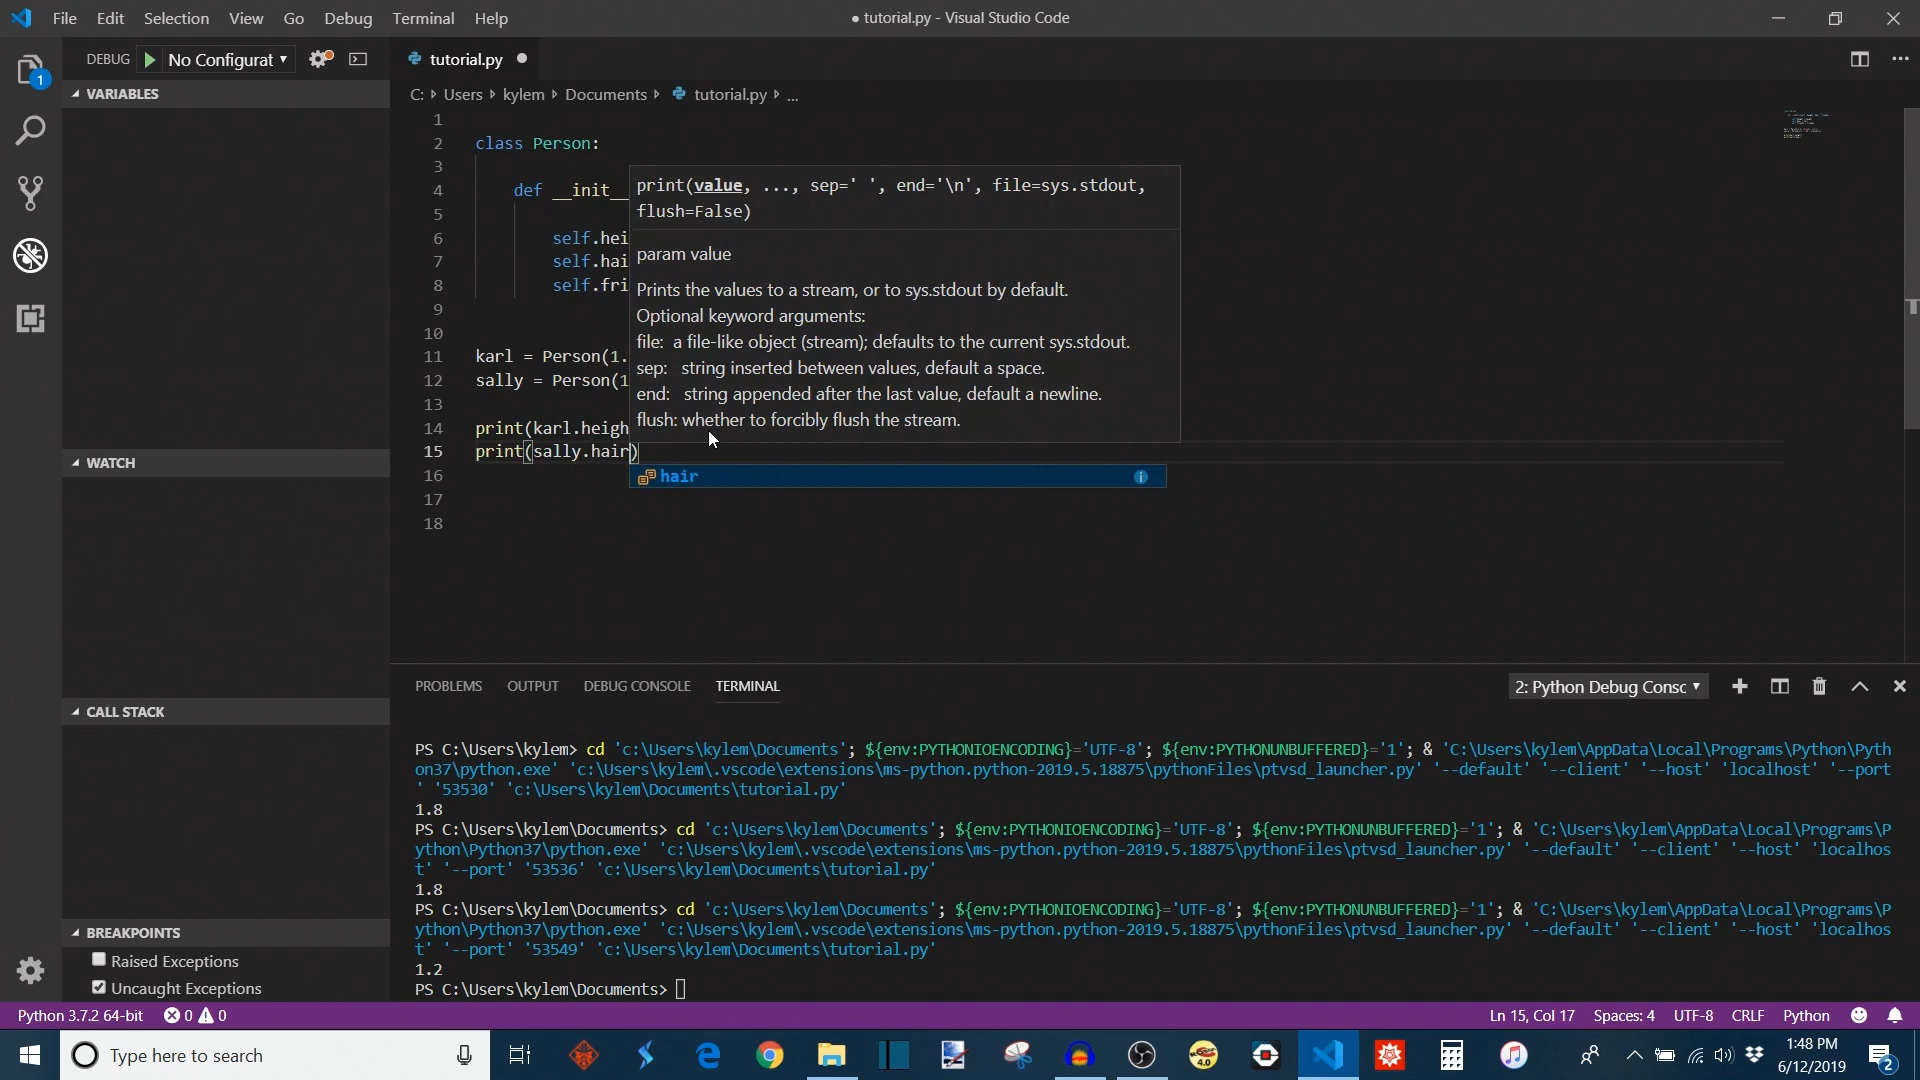 File Edit Selection View Go Debug Terminal Help
● tutorial.py - Visual Studio Code
DEBUG No Configurat
tutorial.py
VARIABLES
C: Users kylem Documents tutorial.py ...
1
2 class Person:
3
4 def __init__
5
6 self.hei
7 self.hai
8 self.fri
9
10
11 karl = Person(1.
12 sally = Person(1
13
14 print(karl.heigh
15 print(sally.hair)
16
17
18
print(value, ..., sep=' ', end='\n', file=sys.stdout,
flush=False)
param value
Prints the values to a stream, or to sys.stdout by default.
Optional keyword arguments:
file: a file-like object (stream); defaults to the current sys.stdout.
sep: string inserted between values, default a space.
end: string appended after the last value, default a newline.
flush: whether to forcibly flush the stream.
hair
WATCH
CALL STACK
BREAKPOINTS
Raised Exceptions
Uncaught Exceptions
1
PROBLEMS OUTPUT DEBUG CONSOLE TERMINAL
2: Python Debug Consc
PS C:\Users\kylem> cd 'c:\Users\kylem\Documents'; ${env:PYTHONIOENCODING}='UTF-8'; ${env:PYTHONUNBUFFERED}='1'; & 'C:\Users\kylem\AppData\Local\Programs\Python\Pyth
on37\python.exe' 'c:\Users\kylem\.vscode\extensions\ms-python.python-2019.5.18875\pythonFiles\ptvsd_launcher.py' '--default' '--client' '--host' 'localhost' '--port
' '53530' 'c:\Users\kylem\Documents\tutorial.py'
1.8
PS C:\Users\kylem\Documents> cd 'c:\Users\kylem\Documents'; ${env:PYTHONIOENCODING}='UTF-8'; ${env:PYTHONUNBUFFERED}='1'; & 'C:\Users\kylem\AppData\Local\Programs\P
ython\Python37\python.exe' 'c:\Users\kylem\.vscode\extensions\ms-python.python-2019.5.18875\pythonFiles\ptvsd_launcher.py' '--default' '--client' '--host' 'localhos
t' '--port' '53536' 'c:\Users\kylem\Documents\tutorial.py'
1.8
PS C:\Users\kylem\Documents> cd 'c:\Users\kylem\Documents'; ${env:PYTHONIOENCODING}='UTF-8'; ${env:PYTHONUNBUFFERED}='1'; & 'C:\Users\kylem\AppData\Local\Programs\P
ython\Python37\python.exe' 'c:\Users\kylem\.vscode\extensions\ms-python.python-2019.5.18875\pythonFiles\ptvsd_launcher.py' '--default' '--client' '--host' 'localhos
t' '--port' '53549' 'c:\Users\kylem\Documents\tutorial.py'
1.2
PS C:\Users\kylem\Documents>
Python 3.7.2 64-bit 0 0
Ln 15, Col 17 Spaces: 4 UTF-8 CRLF Python
Type here to search
4.0
1:48 PM
6/12/2019
2